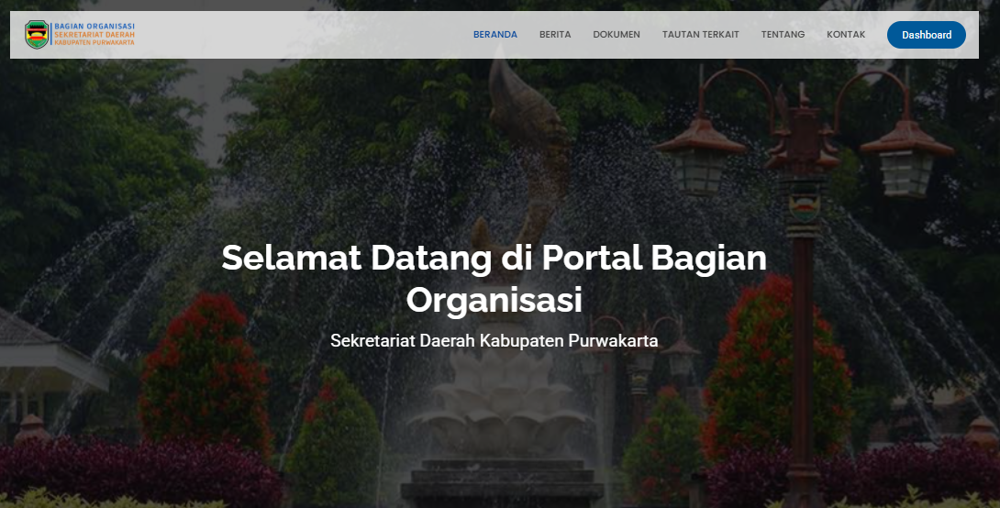 BAGIAN ORGANISASI
SEKRETARIAT DAERAH
KABUPATEN PURWAKARTA
BERANDA BERITA DOKUMEN TAUTAN TERKAIT TENTANG KONTAK Dashboard
Selamat Datang di Portal Bagian
Organisasi
Sekretariat Daerah Kabupaten Purwakarta